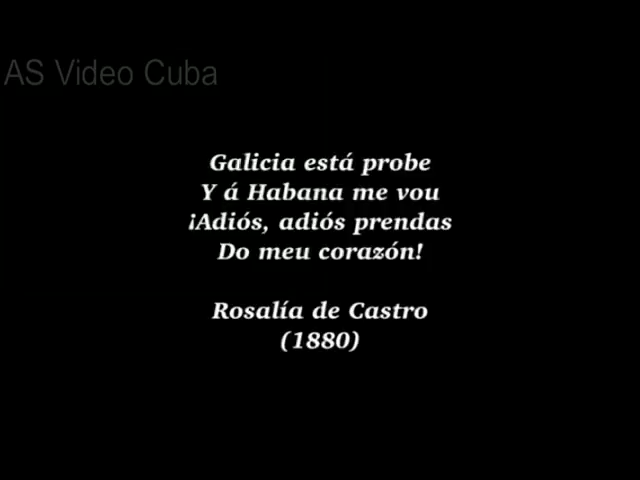 AS Video Cuba
Galicia está probe
Y á Habana me vou
¡Adiós, adiós prendas
Do meu corazón!
Rosalía de Castro
(1880)